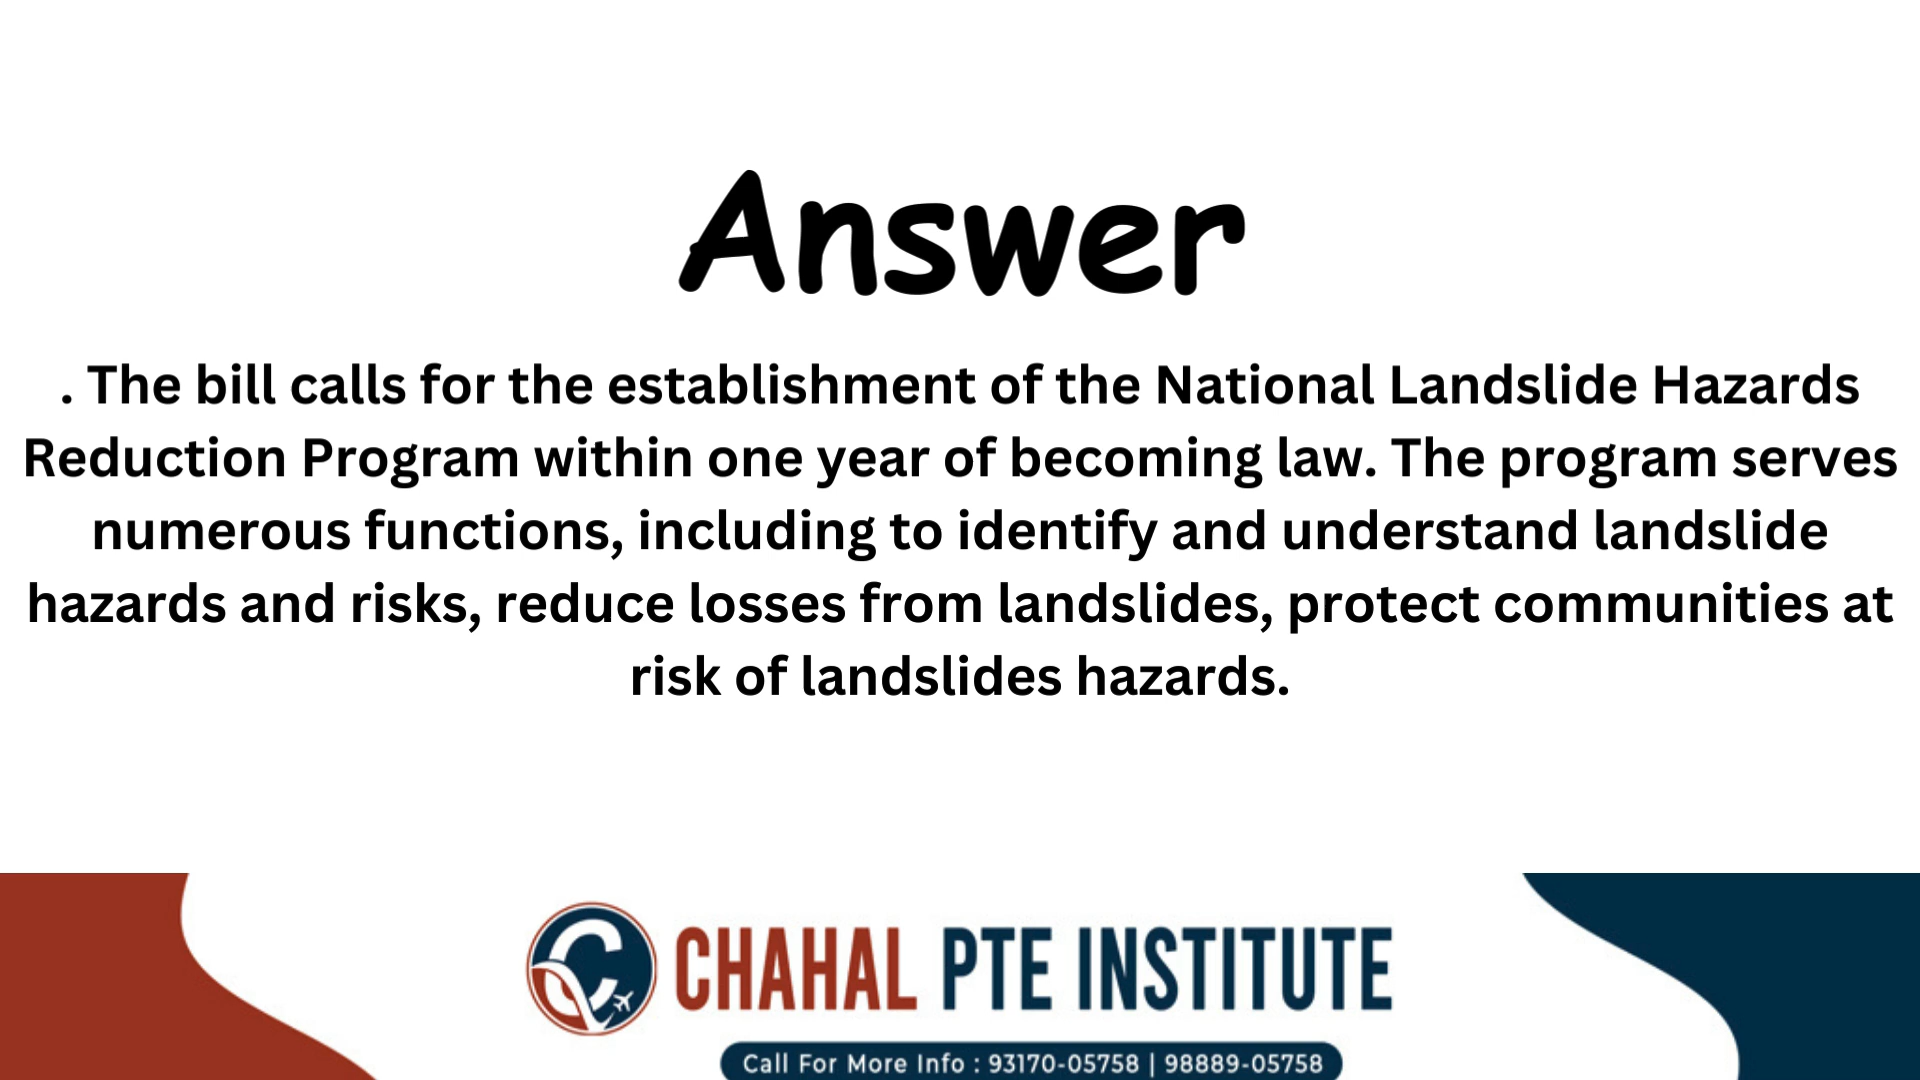 Answer
. The bill calls for the establishment of the National Landslide Hazards
Reduction Program within one year of becoming law. The program serves
numerous functions, including to identify and understand landslide
hazards and risks, reduce losses from landslides, protect communities at
risk of landslides hazards.
CHAHAL PTE INSTITUTE
Call For More Info : 93170-05758 | 98889-05758